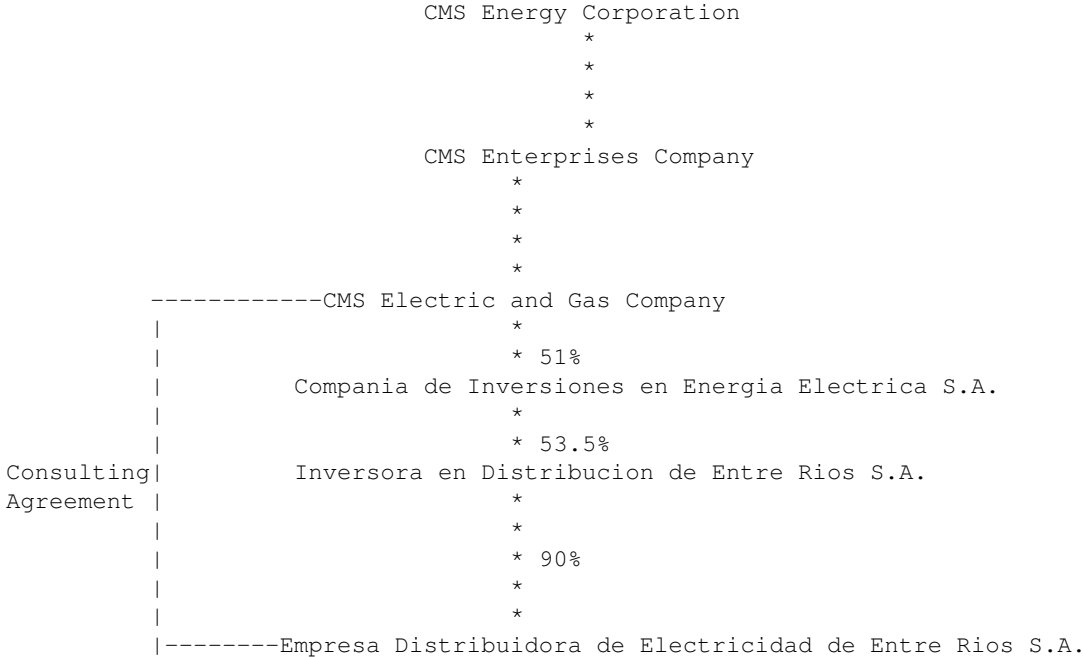 CMS Energy Corporation
*
*
*
*
CMS Enterprises Company
*
*
*
*
------------CMS Electric and Gas Company
| *
| * 51%
| Compania de Inversiones en Energia Electrica S.A.
| *
| * 53.5%
Consulting| Inversora en Distribucion de Entre Rios S.A.
Agreement | *
| *
| * 90%
| *
| *
|--------Empresa Distribuidora de Electricidad de Entre Rios S.A.